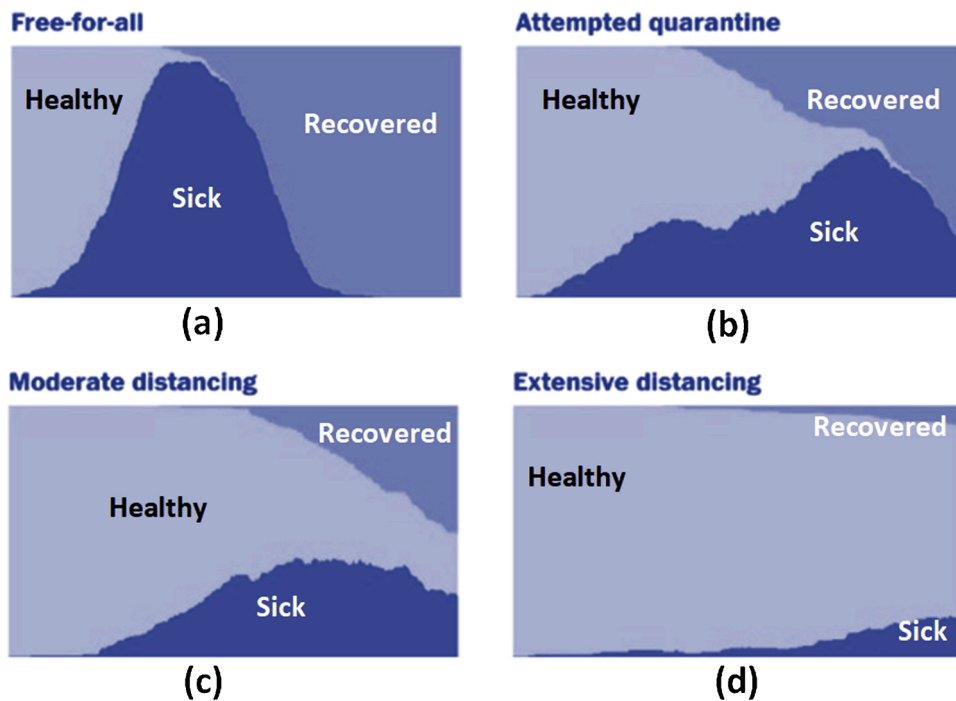 Free-for-all
Healthy
Recovered
Sick
(a)
Attempted quarantine
Healthy
Recovered
Sick
(b)
Moderate distancing
Recovered
Healthy
Sick
(c)
Extensive distancing
Recovered
Healthy
Sick
(d)